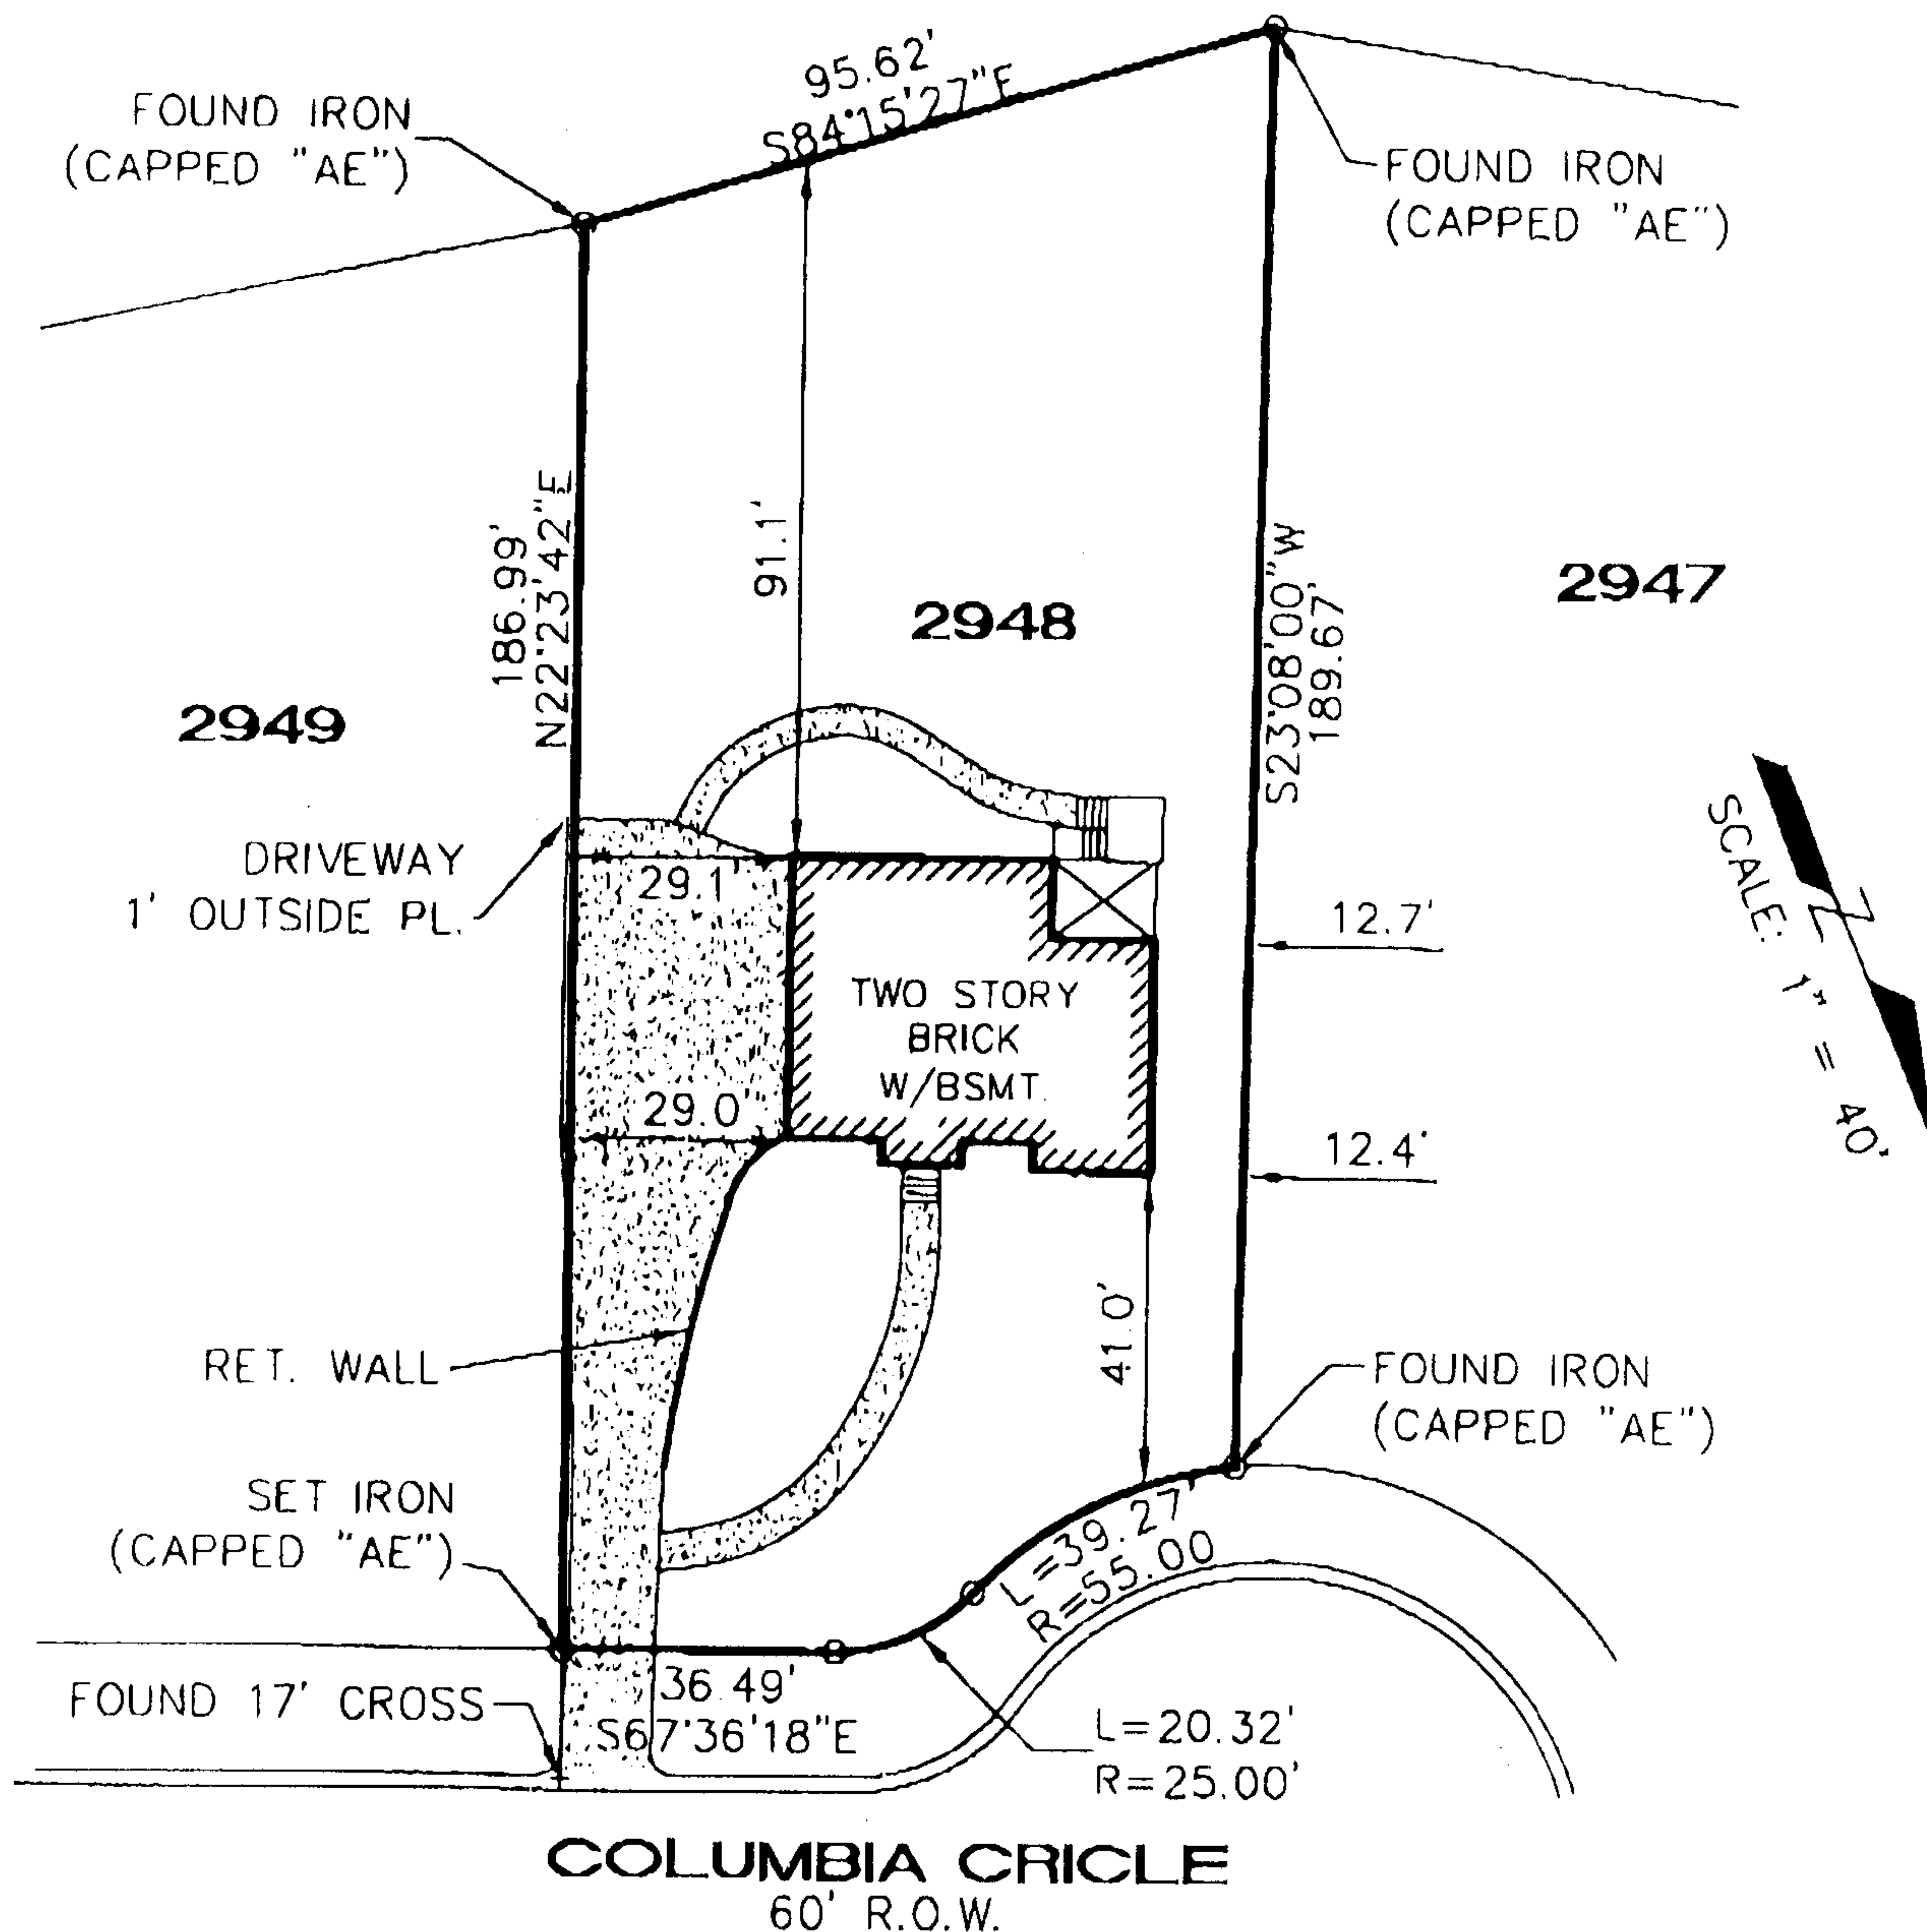 95.62'
S84°15'27"E
FOUND IRON
(CAPPED "AE")
FOUND IRON
(CAPPED "AE")
186.99'
N22°23'42"E
91.1'
2948
S23°08'00"W
189.67'
2947
2949
DRIVEWAY
1' OUTSIDE PL.
29.1'
12.7'
Z
SCALE: 1" = 40'
TWO STORY
BRICK
W/BSMT.
29.0'
12.4'
41.0'
RET. WALL
FOUND IRON
(CAPPED "AE")
SET IRON
(CAPPED "AE")
L=39.27'
R=55.00
36.49'
S67°36'18"E
FOUND 17' CROSS
L=20.32'
R=25.00'
COLUMBIA CRICLE
60' R.O.W.